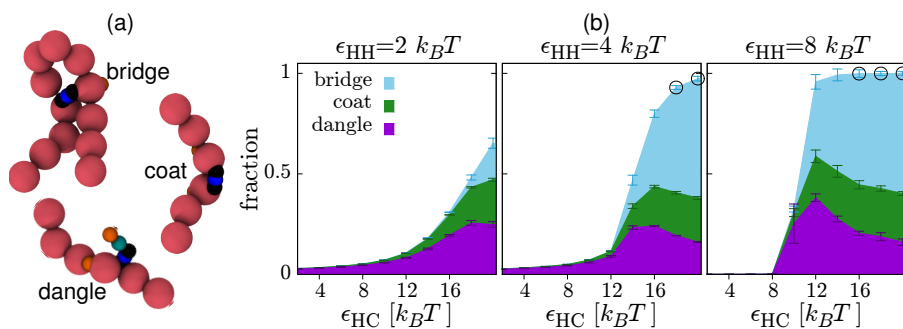 (a)
(b)
bridge
coat
dangle
ϵHH=2 kBT
ϵHH=4 kBT
ϵHH=8 kBT
fraction
1
0.5
0
bridge
coat
dangle
4 8 12 16
4 8 12 16
4 8 12 16
ϵHC [kBT]
ϵHC [kBT]
ϵHC [kBT]